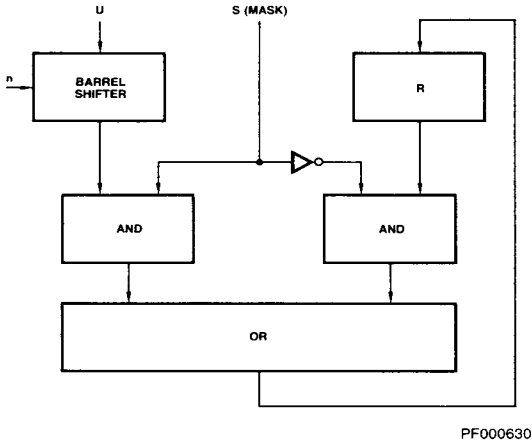 U
S (MASK)
n
BARREL
SHIFTER
R
AND
AND
OR
PF000630